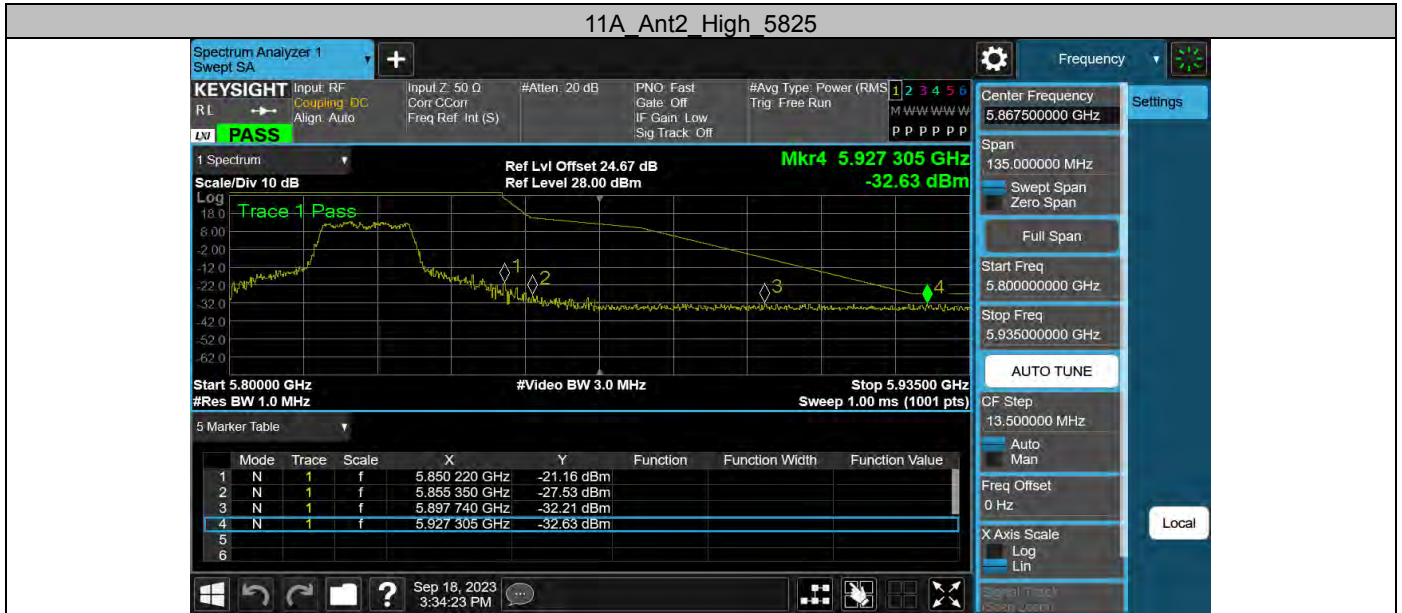 11A_Ant2_High_5825
Spectrum Analyzer 1
Swept SA
Frequency
KEYSIGHT
Input: RF
Input Z: 50 Ω
#Atten: 20 dB
PNO: Fast
#Avg Type: Power (RMS
1 2 3 4 5 6
RL
Coupling: DC
Corr CCorr
Gate: Off
Trig: Free Run
M W W W W W
Align: Auto
Freq Ref: Int (S)
IF Gain: Low
LXI
PASS
Sig Track: Off
P P P P P P
1 Spectrum
Ref Lvl Offset 24.67 dB
Mkr4 5.927 305 GHz
Scale/Div 10 dB
Ref Level 28.00 dBm
-32.63 dBm
Log
Trace 1 Pass
18.0
8.00
-2.00
-12.0
-22.0
-32.0
-42.0
-52.0
-62.0
1
2
3
4
Start 5.80000 GHz
#Video BW 3.0 MHz
Stop 5.93500 GHz
#Res BW 1.0 MHz
Sweep 1.00 ms (1001 pts)
5 Marker Table
Mode Trace Scale X Y Function Function Width Function Value
1 N 1 f 5.850 220 GHz -21.16 dBm
2 N 1 f 5.855 350 GHz -27.53 dBm
3 N 1 f 5.897 740 GHz -32.21 dBm
4 N 1 f 5.927 305 GHz -32.63 dBm
5
6
Sep 18, 2023
3:34:23 PM
Center Frequency
5.867500000 GHz
Settings
Span
135.000000 MHz
Swept Span
Zero Span
Full Span
Start Freq
5.800000000 GHz
Stop Freq
5.935000000 GHz
AUTO TUNE
CF Step
13.500000 MHz
Auto
Man
Freq Offset
0 Hz
X Axis Scale
Log
Lin
Local
Signal Track
(Span Zoom)